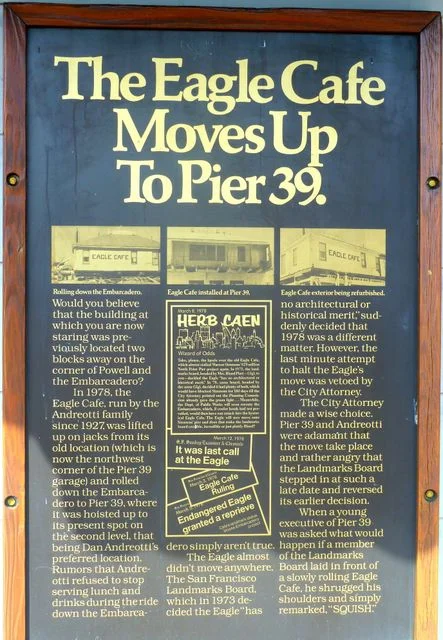 The Eagle Cafe
Moves Up
To Pier 39.
EAGLE CAFE
EAGLE CAFE
Rolling down the Embarcadero.
Eagle Cafe installed at Pier 39.
Eagle Cafe exterior being refurbished.
Would you believe
that the building at
which you are now
staring was pre-
viously located two
blocks away on the
corner of Powell and
the Embarcadero?
In 1978, the
Eagle Cafe, run by the
Andreotti family
since 1927, was lifted
up on jacks from its
old location (which is
now the northwest
corner of the Pier 39
garage) and rolled
down the Embarca-
dero to Pier 39, where
it was hoisted up to
its present spot on
the second level, that
being Dan Andreotti's
preferred location.
Rumors that Andre-
otti refused to stop
serving lunch and
drinks during the ride
down the Embarca-
March 8, 1978
HERB CAEN
Wizard of Odds
March 12, 1978
S.F. Sunday Examiner & Chronicle
It was last call
at the Eagle
Eagle Cafe
Ruling
Endangered Eagle
granted a reprieve
dero simply aren't true.
The Eagle almost
didn't move anywhere.
The San Francisco
Landmarks Board,
which in 1973 de-
cided the Eagle "has
no architectural or
historical merit," sud-
denly decided that
1978 was a different
matter. However, the
last minute attempt
to halt the Eagle's
move was vetoed by
the City Attorney.
The City Attorney
made a wise choice.
Pier 39 and Andreotti
were adamant that
the move take place
and rather angry that
the Landmarks Board
stepped in at such a
late date and reversed
its earlier decision.
When a young
executive of Pier 39
was asked what would
happen if a member
of the Landmarks
Board laid in front of
a slowly rolling Eagle
Cafe, he shrugged his
shoulders and simply
remarked, "SQUISH."